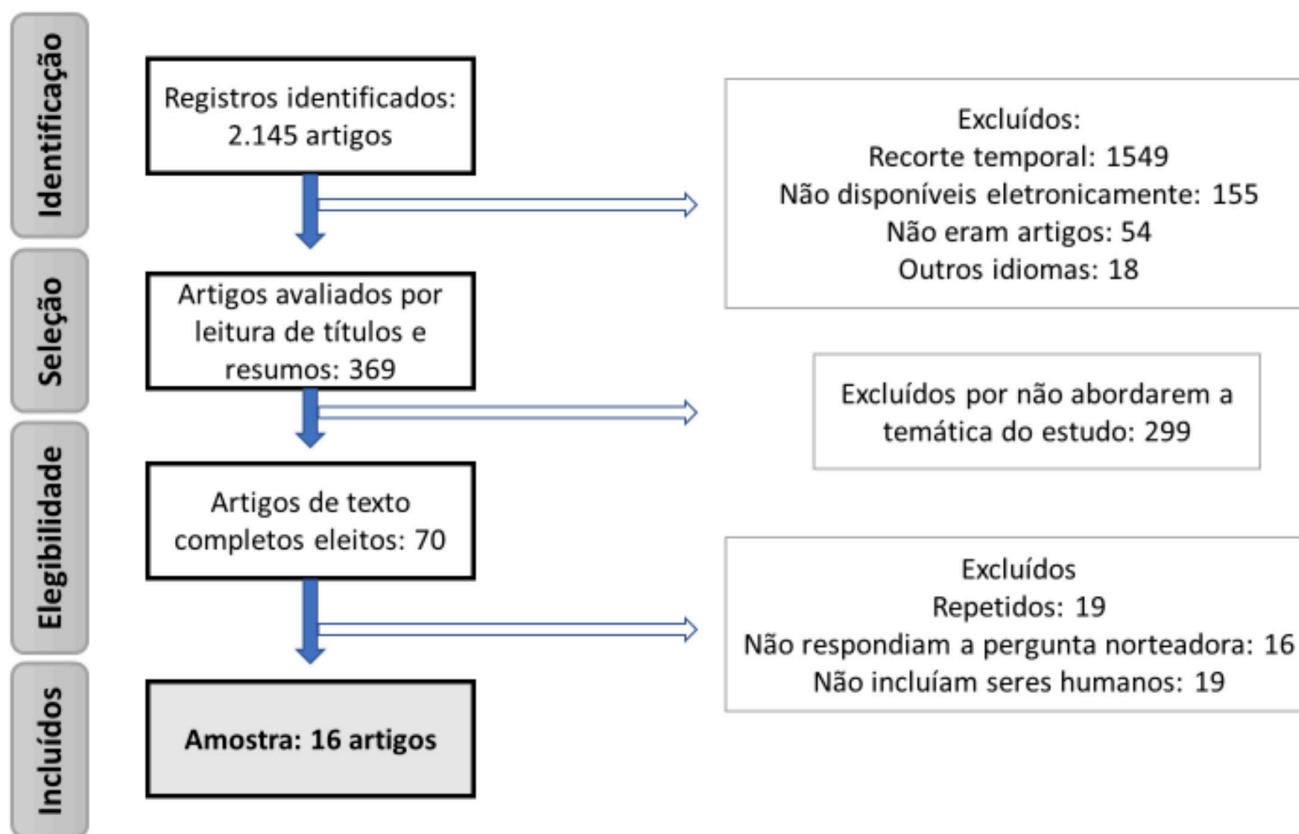 Identificação
Registros identificados:
2.145 artigos
Excluídos:
Recorte temporal: 1549
Não disponíveis eletronicamente: 155
Não eram artigos: 54
Outros idiomas: 18
Seleção
Artigos avaliados por
leitura de títulos e
resumos: 369
Excluídos por não abordarem a
temática do estudo: 299
Elegibilidade
Artigos de texto
completos eleitos: 70
Excluídos
Repetidos: 19
Não respondiam a pergunta norteadora: 16
Não incluíam seres humanos: 19
Incluídos
Amostra: 16 artigos